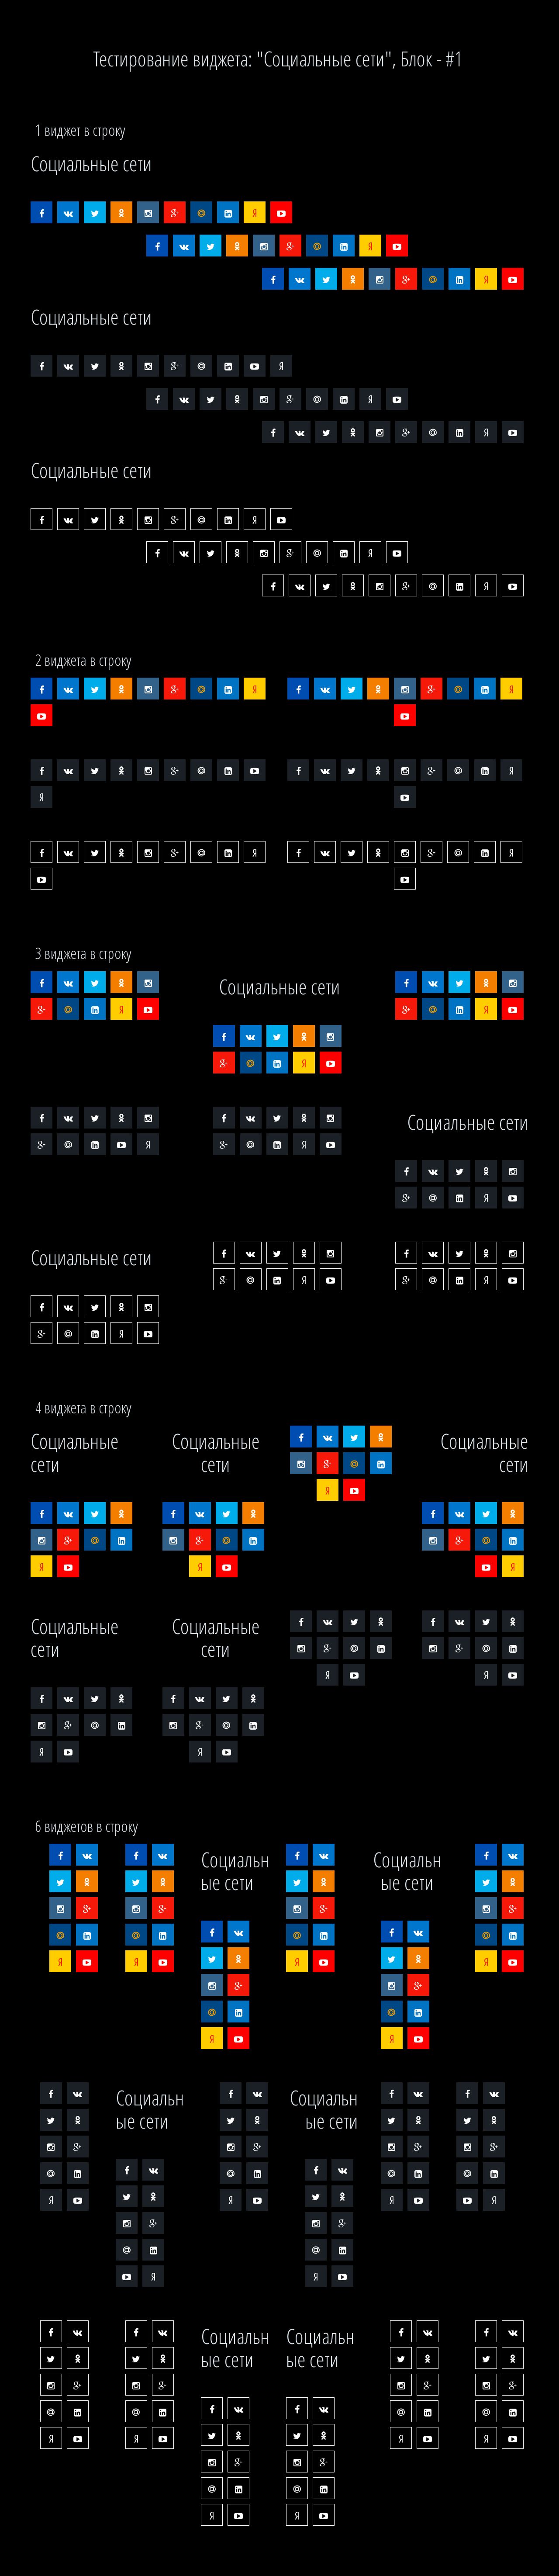 Тестирование виджета: "Социальные сети", Блок - #1
1 виджет в строку
Социальные сети
Социальные сети
Социальные сети
2 виджета в строку
3 виджета в строку
Социальные сети
Социальные сети
Социальные сети
4 виджета в строку
Социальные
сети
Социальные
сети
Социальные
сети
Социальные
сети
Социальные
сети
6 виджетов в строку
Социальн
ые сети
Социальн
ые сети
Социальн
ые сети
Социальн
ые сети
Социальн
ые сети
Социальн
ые сети